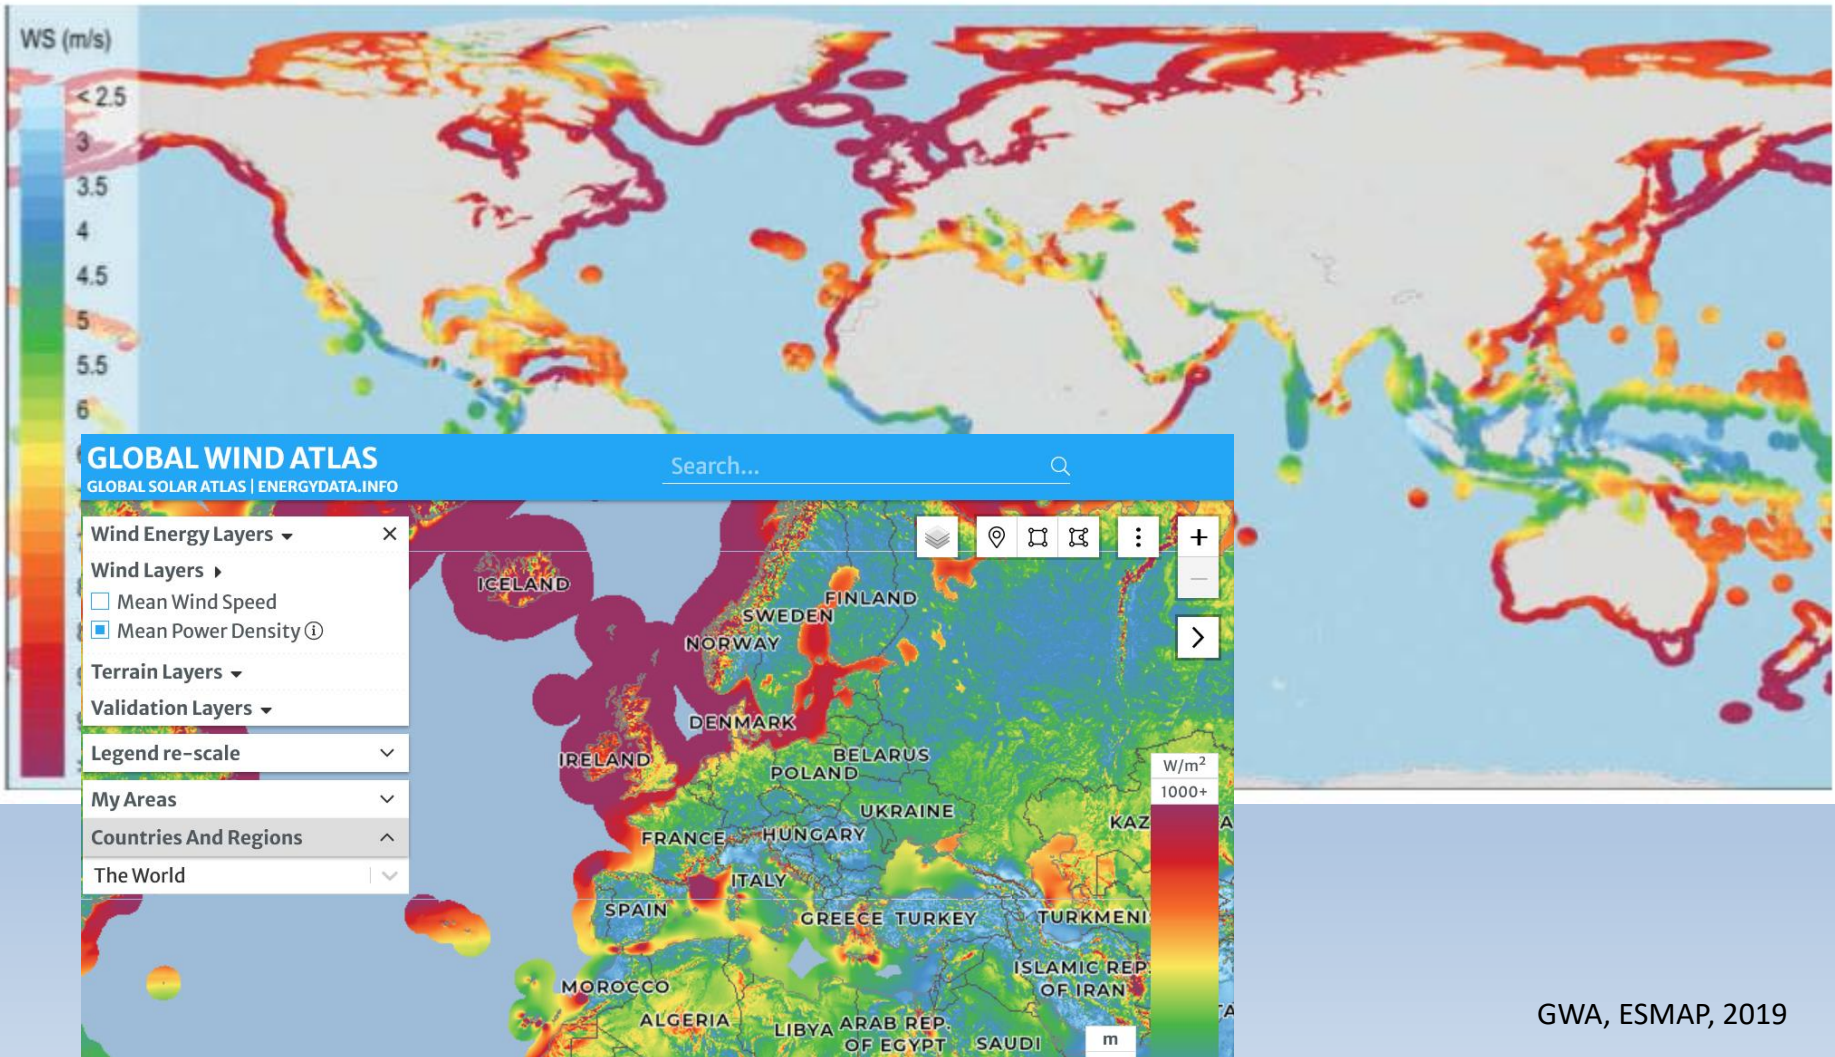 WS (m/s)
< 2.5
3
3.5
4
4.5
5
5.5
6
GLOBAL WIND ATLAS
GLOBAL SOLAR ATLAS | ENERGYDATA.INFO
Search...
Wind Energy Layers
Wind Layers
Mean Wind Speed
Mean Power Density
Terrain Layers
Validation Layers
Legend re-scale
My Areas
Countries And Regions
The World
ICELAND
FINLAND
SWEDEN
NORWAY
DENMARK
IRELAND
BELARUS
POLAND
UKRAINE
FRANCE
HUNGARY
KAZ
ITALY
SPAIN
GREECE
TURKEY
TURKMENI
ISLAMIC REP.
OF IRAN
MOROCCO
ALGERIA
LIBYA
ARAB REP.
OF EGYPT
SAUDI
W/m²
1000+
m
GWA, ESMAP, 2019